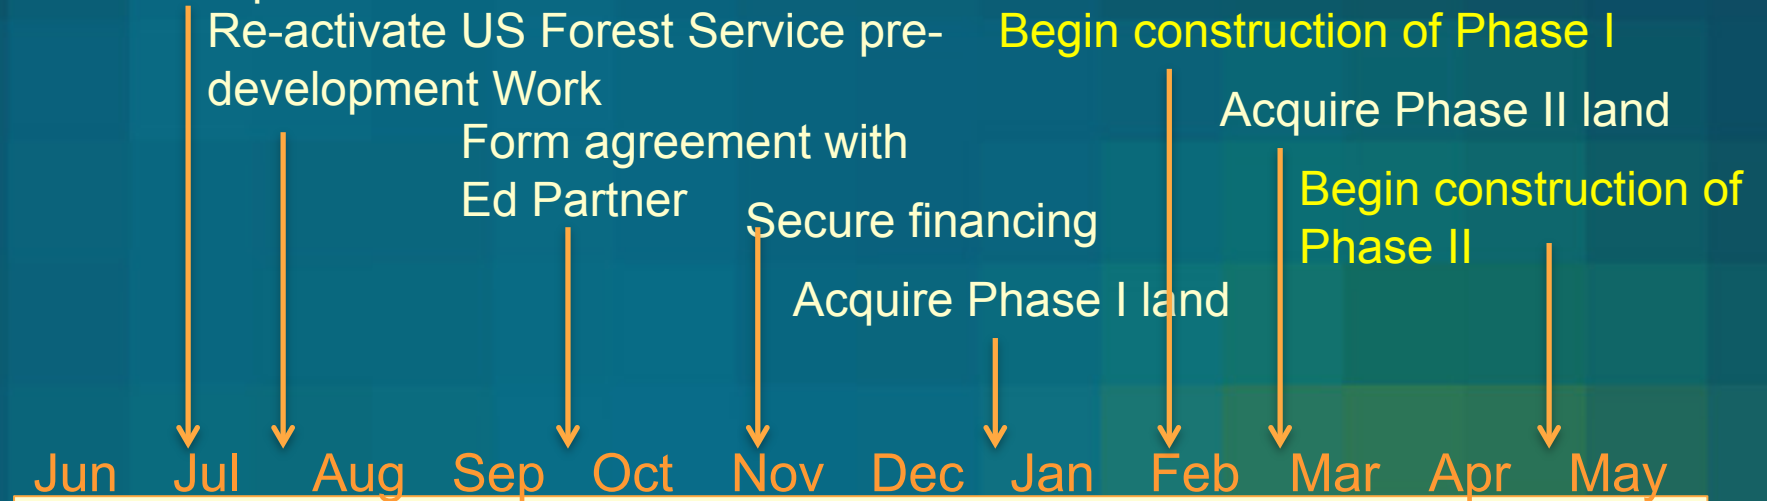 Re-activate US Forest Service pre-
development Work
Begin construction of Phase I
Acquire Phase II land
Form agreement with
Ed Partner
Begin construction of
Phase II
Secure financing
Acquire Phase I land
Jun Jul Aug Sep Oct Nov Dec Jan Feb Mar Apr May